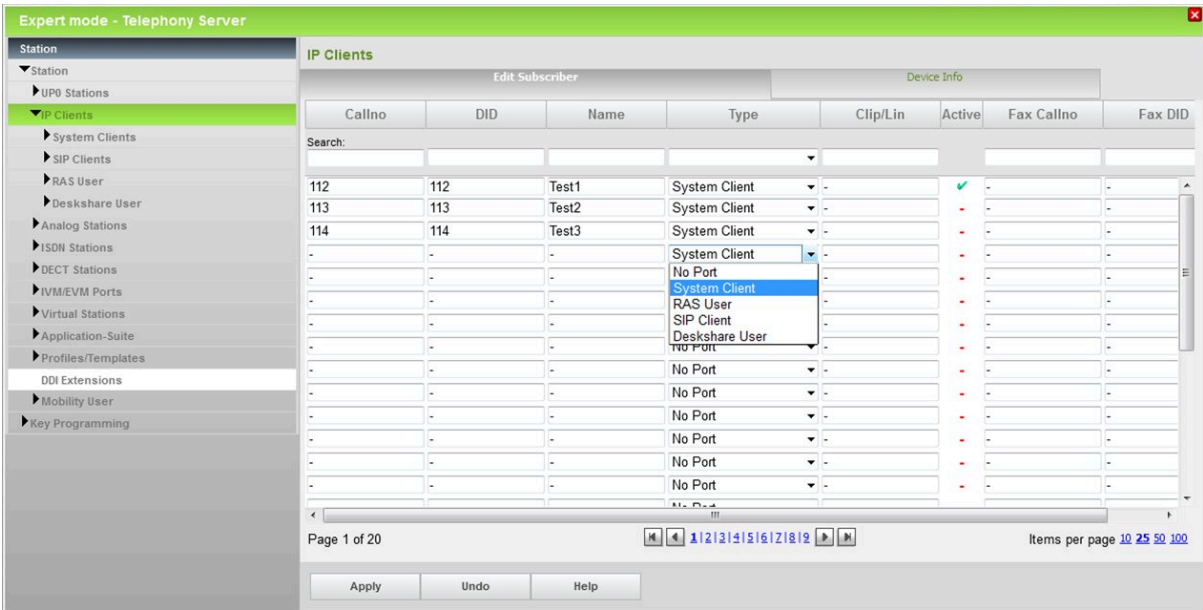 Expert mode - Telephony Server
Station
Station
UP0 Stations
IP Clients
System Clients
SIP Clients
RAS User
Deskshare User
Analog Stations
ISDN Stations
DECT Stations
IVM/EVM Ports
Virtual Stations
Application-Suite
Profiles/Templates
DDI Extensions
Mobility User
Key Programming
IP Clients
Edit Subscriber Device Info
Callno DID Name Type Clip/Lin Active Fax Callno Fax DID
Search:
112 112 Test1 System Client - - -
113 113 Test2 System Client - - - -
114 114 Test3 System Client - - - -
- - - System Client - - - -
No Port
System Client
RAS User
SIP Client
Deskshare User
- - - - - - -
- - - - - - -
- - - - - - -
- - - No Port - - - -
- - - No Port - - - -
- - - No Port - - - -
- - - No Port - - - -
- - - No Port - - - -
- - - No Port - - - -
- - - No Port - - - -
No Port
Page 1 of 20 1|2|3|4|5|6|7|8|9 Items per page 10 25 50 100
Apply Undo Help